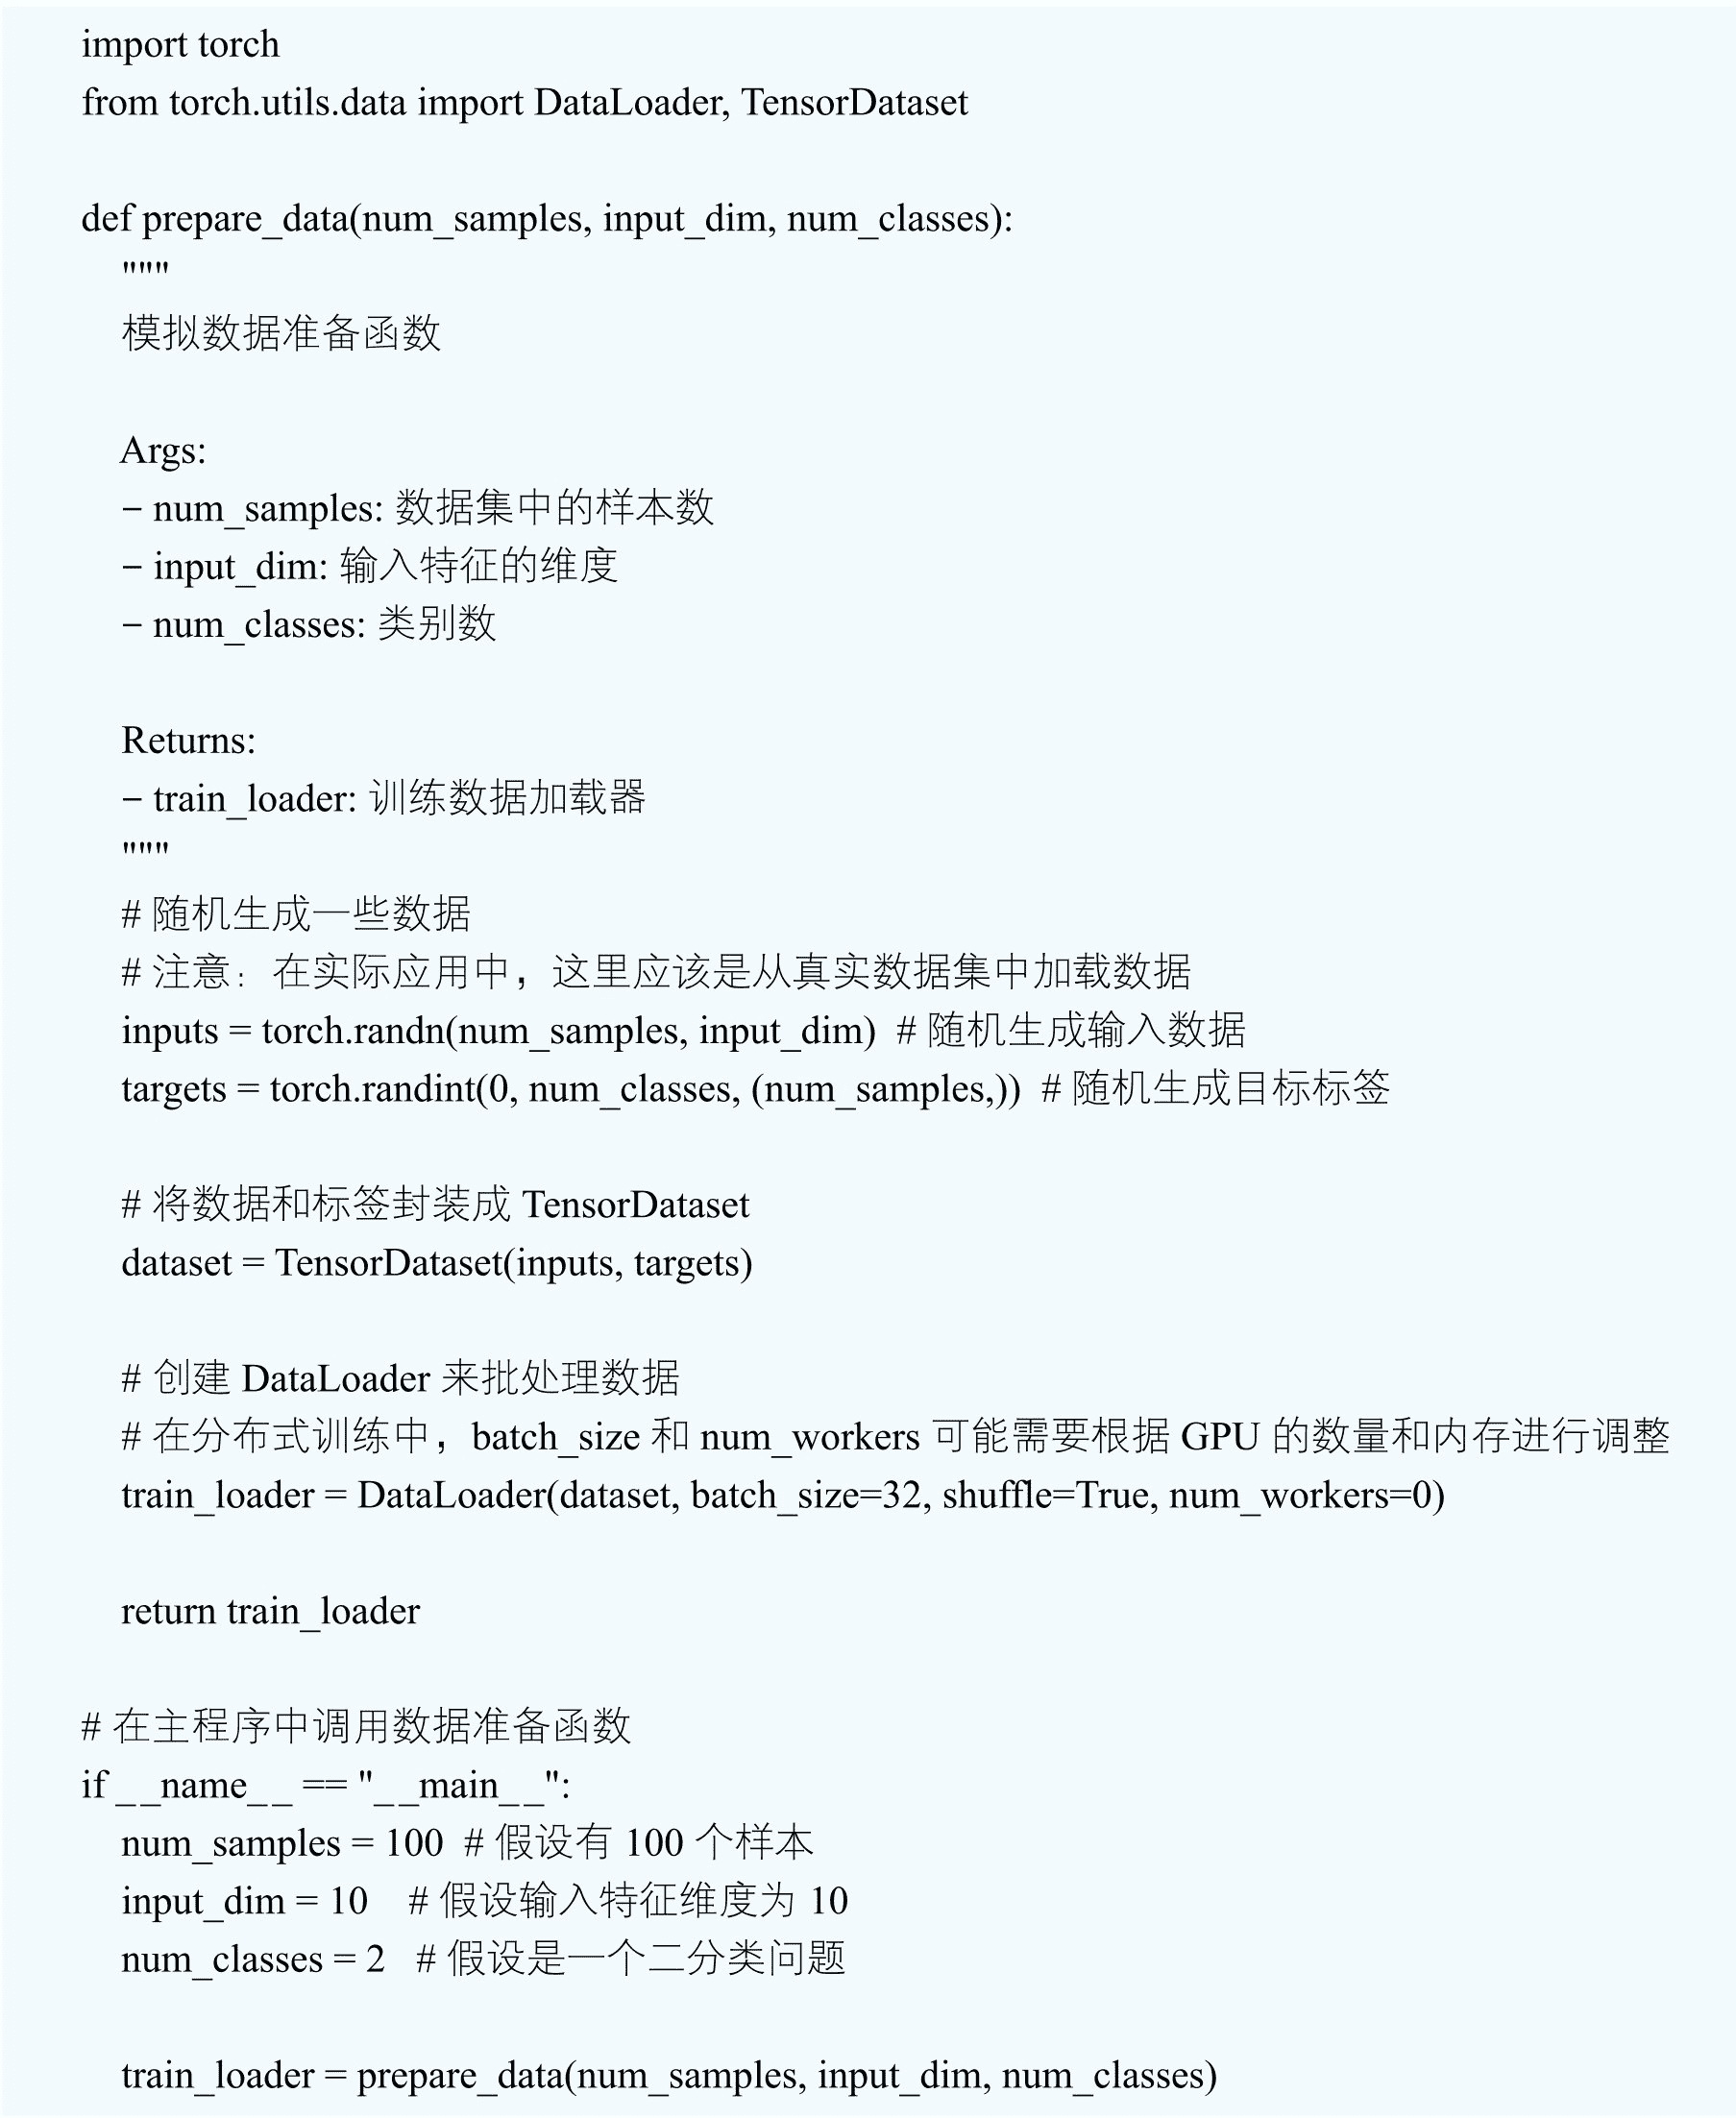 import torch
from torch.utils.data import DataLoader, TensorDataset
def prepare_data(num_samples, input_dim, num_classes):
"""
模拟数据准备函数
Args:
– num_samples: 数据集中的样本数
– input_dim: 输入特征的维度
– num_classes: 类别数
Returns:
– train_loader: 训练数据加载器
"""
# 随机生成一些数据
# 注意：在实际应用中，这里应该是从真实数据集中加载数据
inputs = torch.randn(num_samples, input_dim)  # 随机生成输入数据
targets = torch.randint(0, num_classes, (num_samples,))  # 随机生成目标标签
# 将数据和标签封装成 TensorDataset
dataset = TensorDataset(inputs, targets)
# 创建 DataLoader 来批处理数据
# 在分布式训练中，batch_size 和 num_workers 可能需要根据 GPU 的数量和内存进行调整
train_loader = DataLoader(dataset, batch_size=32, shuffle=True, num_workers=0)
return train_loader
# 在主程序中调用数据准备函数
if __name__ == "__main__":
num_samples = 100  # 假设有 100 个样本
input_dim = 10    # 假设输入特征维度为 10
num_classes = 2   # 假设是一个二分类问题
train_loader = prepare_data(num_samples, input_dim, num_classes)